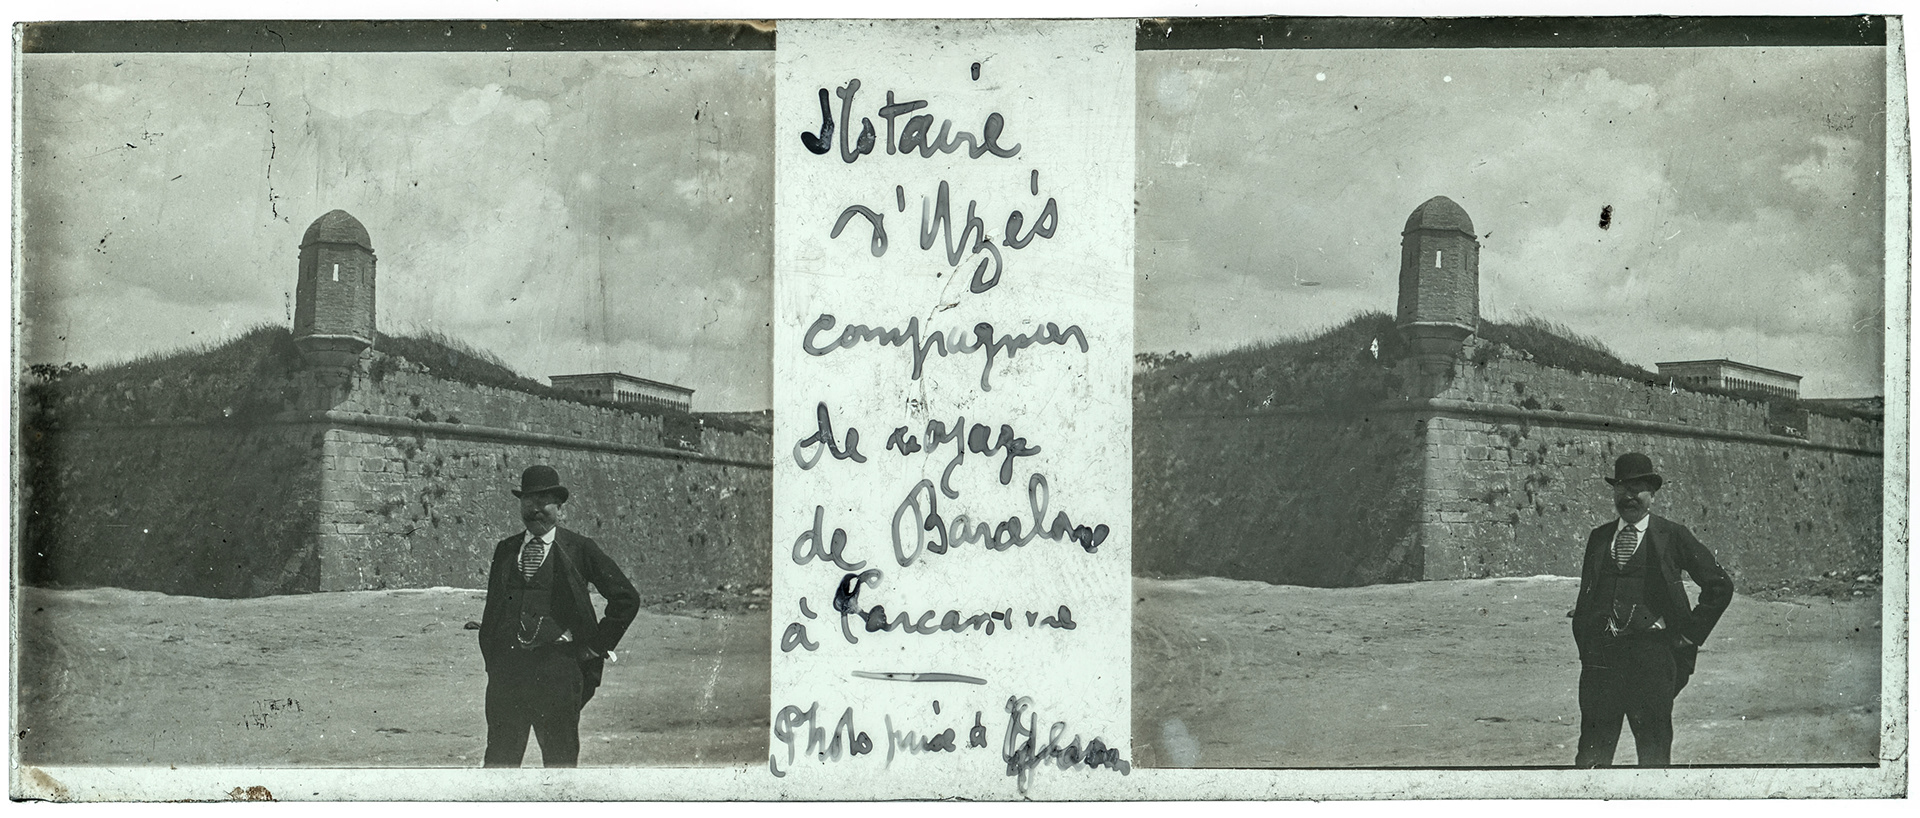 Notaire
d'Uzès
compagnon
de voyage
de Barcelone
à Carcassonne
Photo prise à